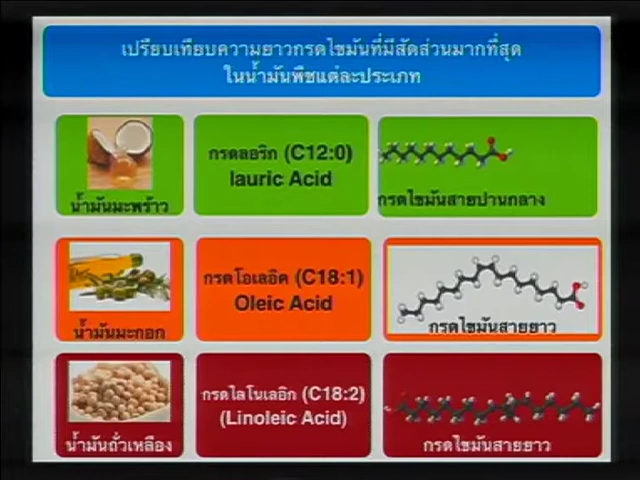 เปรียบเทียบความยาวกรดไขมันที่มีสัดส่วนมากที่สุด
ในน้ำมันพืชแต่ละประเภท
น้ำมันมะพร้าว
กรดลอริก (C12:0)
lauric Acid
กรดไขมันสายปานกลาง
น้ำมันมะกอก
กรดโอเลอิค (C18:1)
Oleic Acid
กรดไขมันสายยาว
น้ำมันถั่วเหลือง
กรดไลโนเลอิก (C18:2)
(Linoleic Acid)
กรดไขมันสายยาว